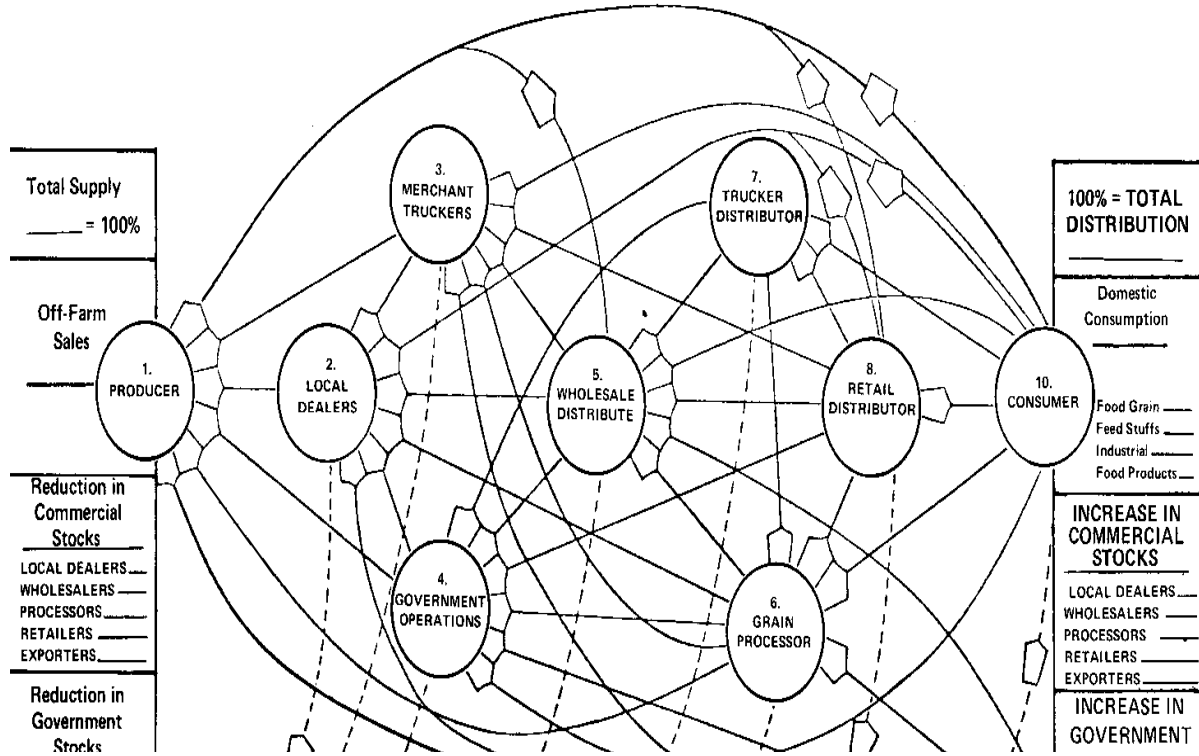 Total Supply
_____ = 100%
Off-Farm
Sales
Reduction in
Commercial
Stocks
LOCAL DEALERS
WHOLESALERS
PROCESSORS
RETAILERS
EXPORTERS
Reduction in
Government
Stocks
1.
PRODUCER
2.
LOCAL
DEALERS
3.
MERCHANT
TRUCKERS
4.
GOVERNMENT
OPERATIONS
5.
WHOLESALE
DISTRIBUTE
6.
GRAIN
PROCESSOR
7.
TRUCKER
DISTRIBUTOR
8.
RETAIL
DISTRIBUTOR
10.
CONSUMER
100% = TOTAL
DISTRIBUTION
Domestic
Consumption
Food Grain
Feed Stuffs
Industrial
Food Products
INCREASE IN
COMMERCIAL
STOCKS
LOCAL DEALERS
WHOLESALERS
PROCESSORS
RETAILERS
EXPORTERS
INCREASE IN
GOVERNMENT